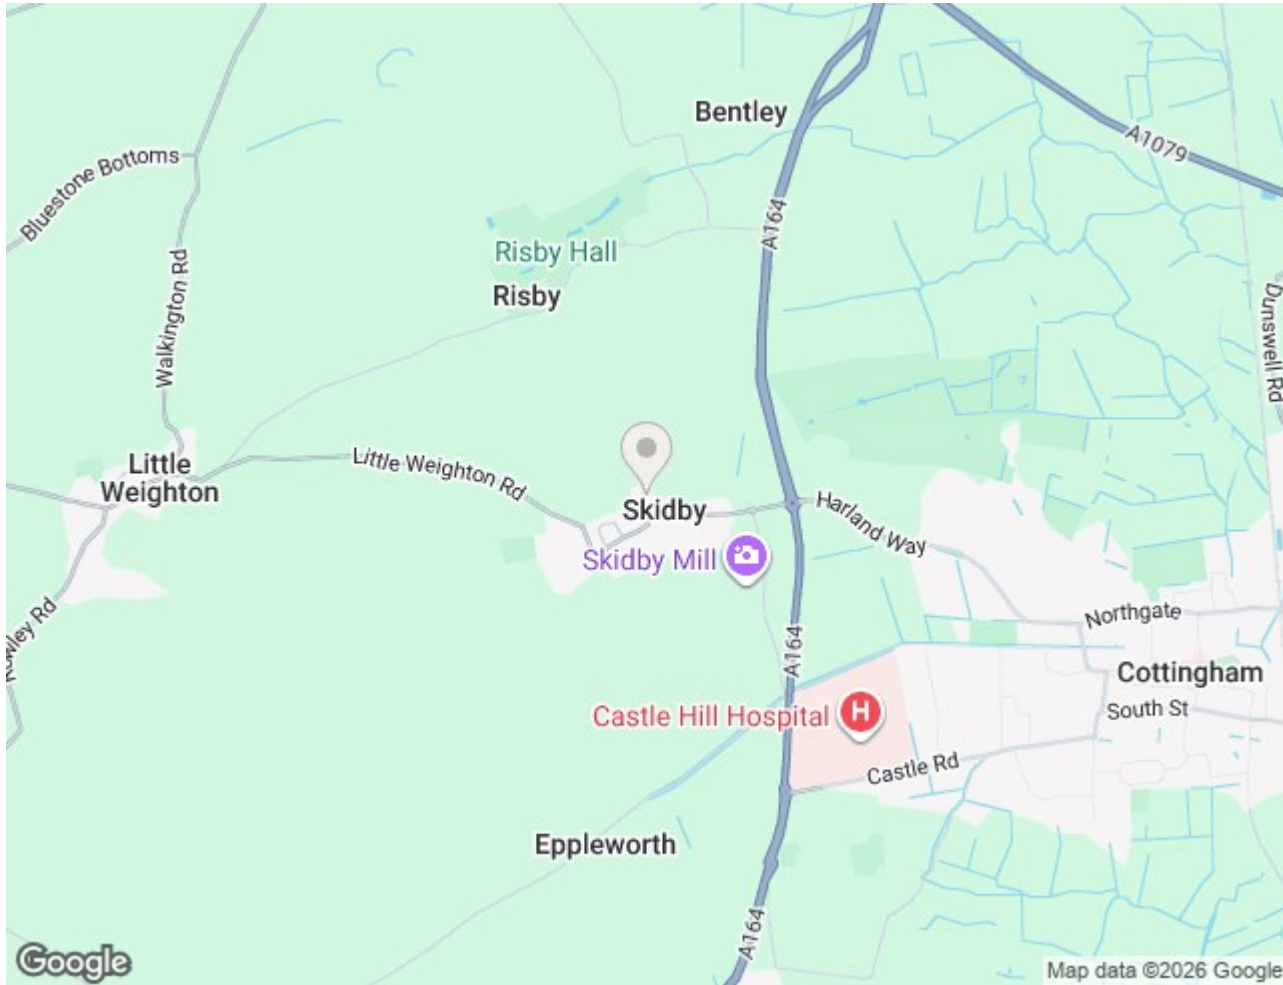 Bentley
A1079
Bluestone Bottoms
A164
Risby Hall
Risby
Walkington Rd
Dunswell Rd
Little
Weighton
Little Weighton Rd
Skidby
Harland Way
Skidby Mill
Rowley Rd
Northgate
A164
Cottingham
Castle Hill Hospital
H
South St
Castle Rd
Eppleworth
A164
Google
Map data ©2026 Google